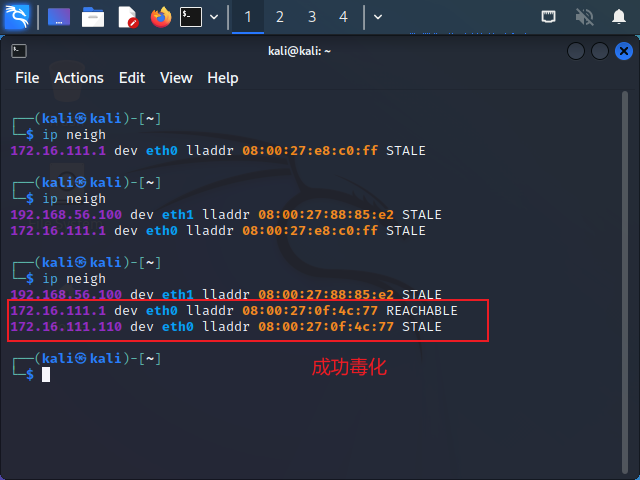 1 2 3 4
kali@kali: ~
File Actions Edit View Help
┌──(kali㉿kali)-[~]
└─$ ip neigh
172.16.111.1 dev eth0 lladdr 08:00:27:e8:c0:ff STALE
┌──(kali㉿kali)-[~]
└─$ ip neigh
192.168.56.100 dev eth1 lladdr 08:00:27:88:85:e2 STALE
172.16.111.1 dev eth0 lladdr 08:00:27:e8:c0:ff STALE
┌──(kali㉿kali)-[~]
└─$ ip neigh
192.168.56.100 dev eth1 lladdr 08:00:27:88:85:e2 STALE
172.16.111.1 dev eth0 lladdr 08:00:27:0f:4c:77 REACHABLE
172.16.111.110 dev eth0 lladdr 08:00:27:0f:4c:77 STALE
┌──(kali㉿kali)-[~]
└─$
成功毒化